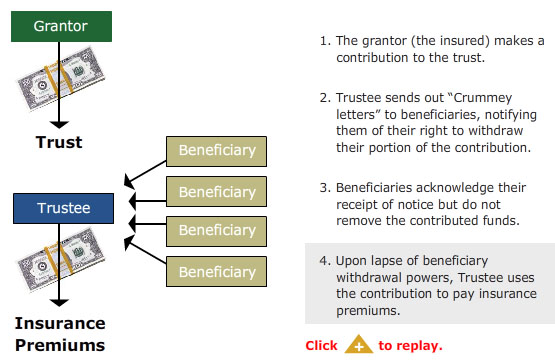 Grantor
Trust
Trustee
Insurance
Premiums
Beneficiary
Beneficiary
Beneficiary
Beneficiary
1. The grantor (the insured) makes a
contribution to the trust.
2. Trustee sends out “Crummey
letters” to beneficiaries, notifying
them of their right to withdraw
their portion of the contribution.
3. Beneficiaries acknowledge their
receipt of notice but do not
remove the contributed funds.
4. Upon lapse of beneficiary
withdrawal powers, Trustee uses
the contribution to pay insurance
premiums.
Click + to replay.